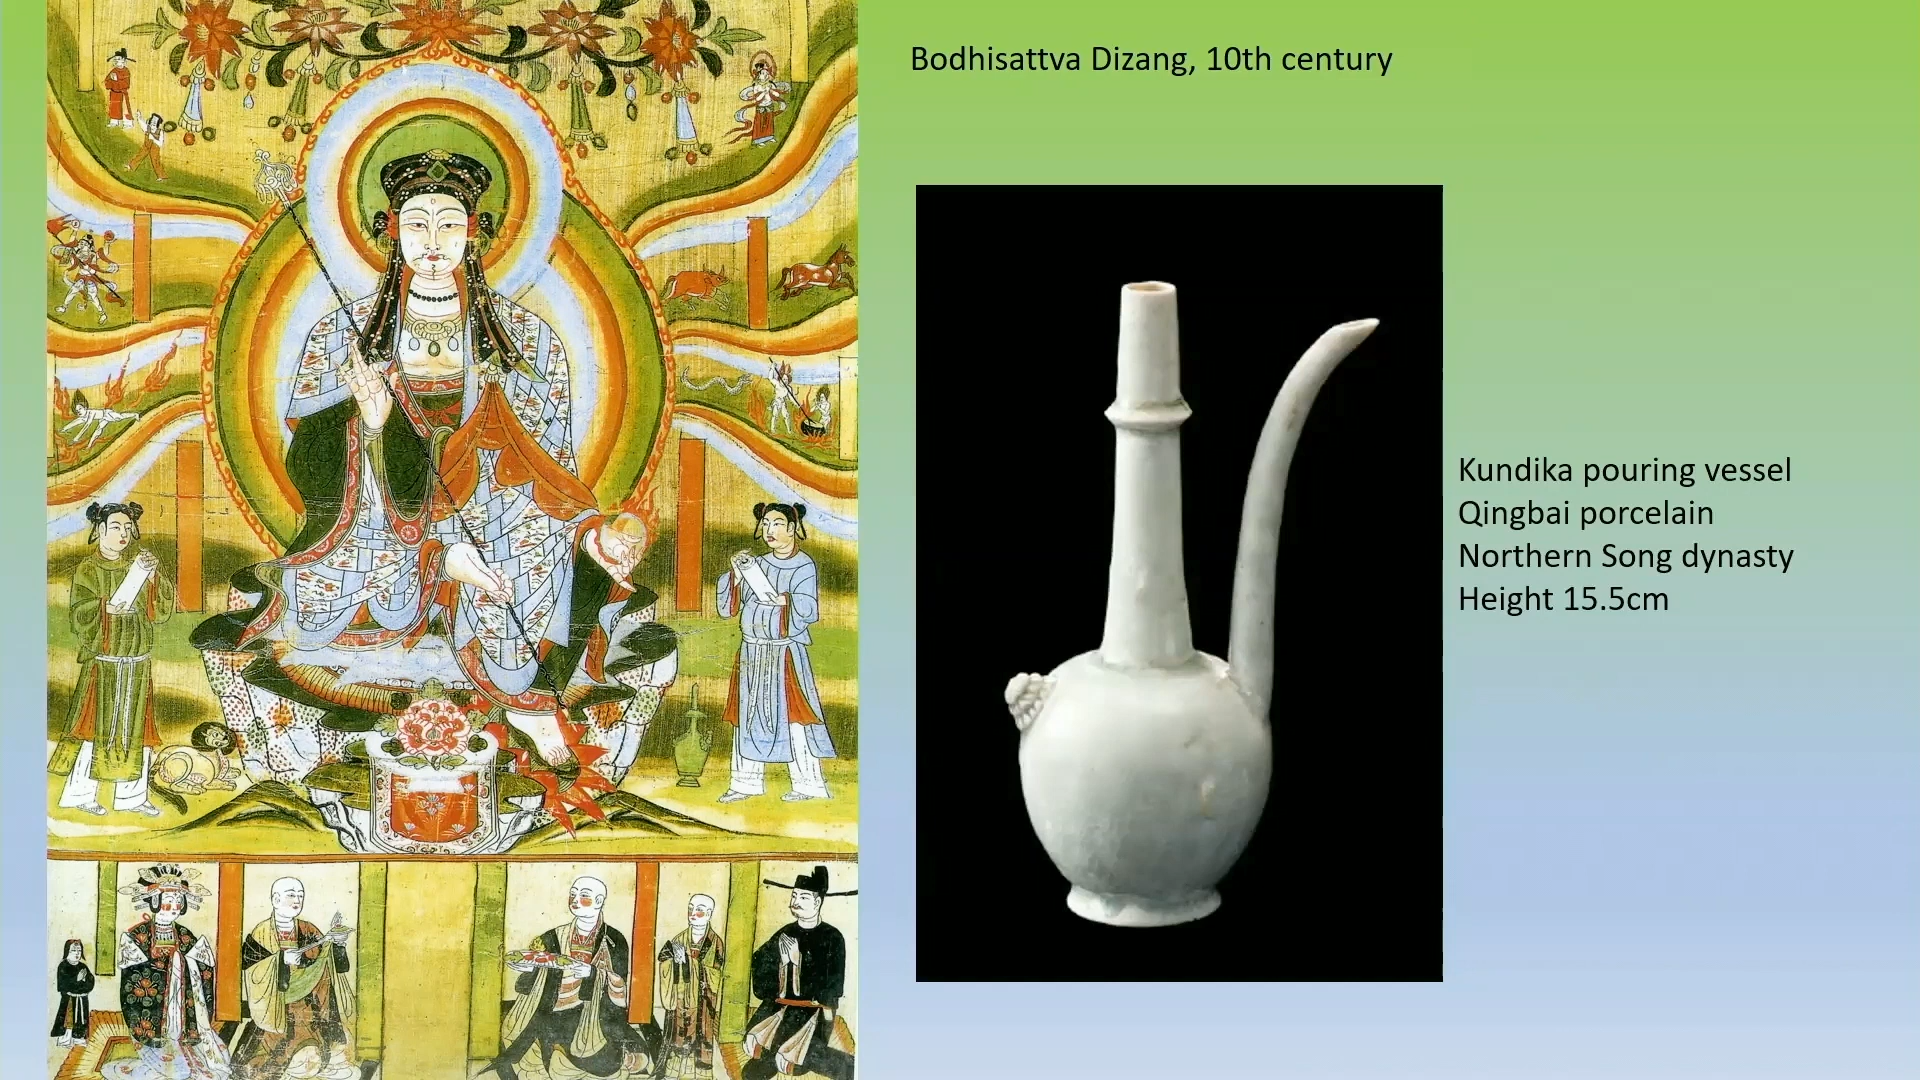 Bodhisattva Dizang, 10th century
Kundika pouring vessel
Qingbai porcelain
Northern Song dynasty
Height 15.5cm